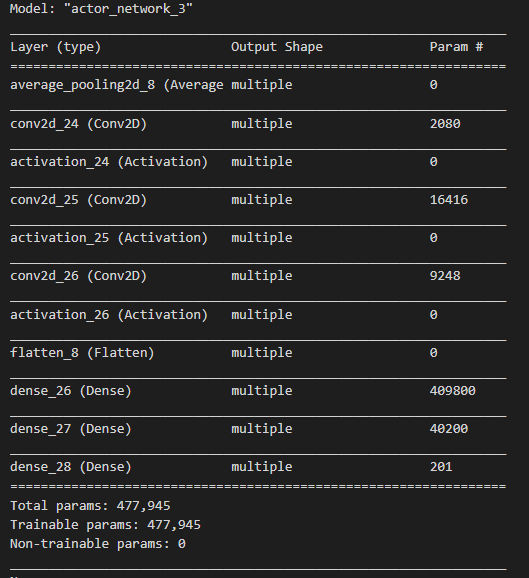 Model: "actor_network_3"
Layer (type) Output Shape Param #
average_pooling2d_8 (Average multiple 0
conv2d_24 (Conv2D) multiple 2080
activation_24 (Activation) multiple 0
conv2d_25 (Conv2D) multiple 16416
activation_25 (Activation) multiple 0
conv2d_26 (Conv2D) multiple 9248
activation_26 (Activation) multiple 0
flatten_8 (Flatten) multiple 0
dense_26 (Dense) multiple 409800
dense_27 (Dense) multiple 40200
dense_28 (Dense) multiple 201
Total params: 477,945
Trainable params: 477,945
Non-trainable params: 0